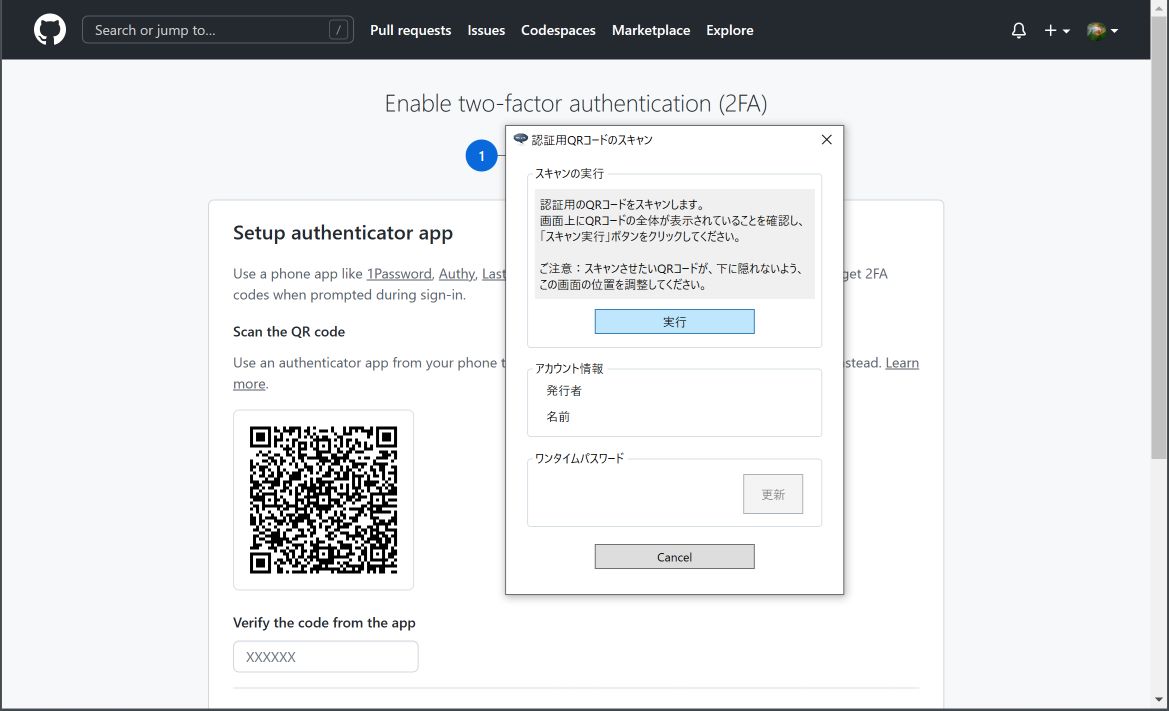 Search or jump to...
/
Pull requests
Issues
Codespaces
Marketplace
Explore
Enable two-factor authentication (2FA)
1
Setup authenticator app
Use a phone app like 1Password, Authy, Last
get 2FA
codes when prompted during sign-in.
Scan the QR code
Use an authenticator app from your phone t
stead. Learn
more.
Verify the code from the app
XXXXXX
認証用QRコードのスキャン
スキャンの実行
認証用のQRコードをスキャンします。
画面上にQRコードの全体が表示されていることを確認し、
「スキャン実行」ボタンをクリックしてください。
ご注意：スキャンさせたいQRコードが、下に隠れないよう、
この画面の位置を調整してください。
実行
アカウント情報
発行者
名前
ワンタイムパスワード
更新
Cancel